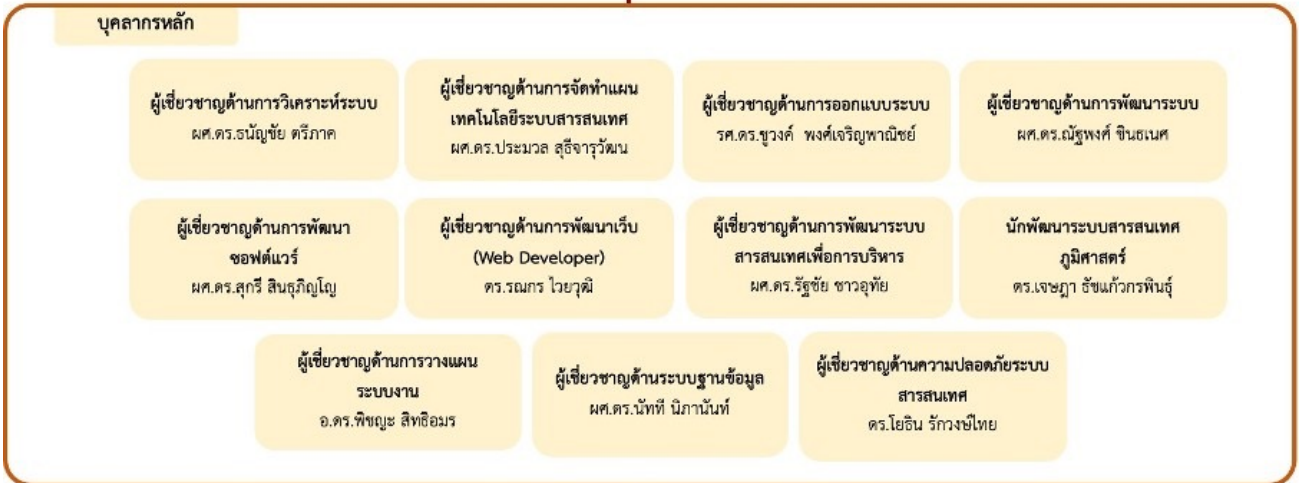 บุคลากรหลัก
ผู้เชี่ยวชาญด้านการวิเคราะห์ระบบ
ผศ.ดร.ธนัญชัย ตรีภาค
ผู้เชี่ยวชาญด้านการจัดทำแผน
เทคโนโลยีระบบสารสนเทศ
ผศ.ดร.ประมวล สุธีจารุวัฒน
ผู้เชี่ยวชาญด้านการออกแบบระบบ
รศ.ดร.ชูวงค์ พงศ์เจริญพาณิชย์
ผู้เชี่ยวชาญด้านการพัฒนาระบบ
ผศ.ดร.ณัฐพงศ์ ชินธเนศ
ผู้เชี่ยวชาญด้านการพัฒนา
ซอฟต์แวร์
ผศ.ดร.สุกรี สินธุภิญโญ
ผู้เชี่ยวชาญด้านการพัฒนาเว็บ
(Web Developer)
ดร.รณกร ไวยวุฒิ
ผู้เชี่ยวชาญด้านการพัฒนาระบบ
สารสนเทศเพื่อการบริหาร
ผศ.ดร.รัฐชัย ชาวอุทัย
นักพัฒนาระบบสารสนเทศ
ภูมิศาสตร์
ดร.เจษฎา ธัชแก้วกรพินธุ์
ผู้เชี่ยวชาญด้านการวางแผน
ระบบงาน
อ.ดร.พิชญะ สิทธิอมร
ผู้เชี่ยวชาญด้านระบบฐานข้อมูล
ผศ.ดร.นัทที นิภานันท์
ผู้เชี่ยวชาญด้านความปลอดภัยระบบ
สารสนเทศ
ดร.โยธิน รักวงษ์ไทย